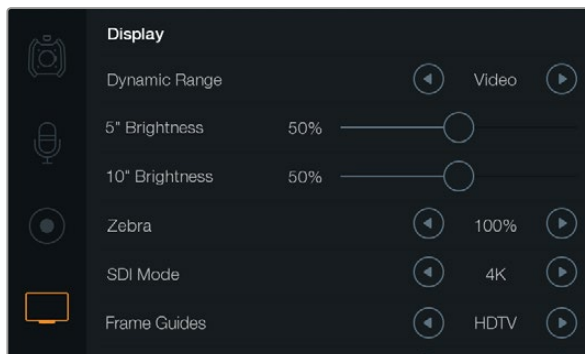 Display
Dynamic Range Video
5" Brightness 50%
10" Brightness 50%
Zebra 100%
SDI Mode 4K
Frame Guides HDTV